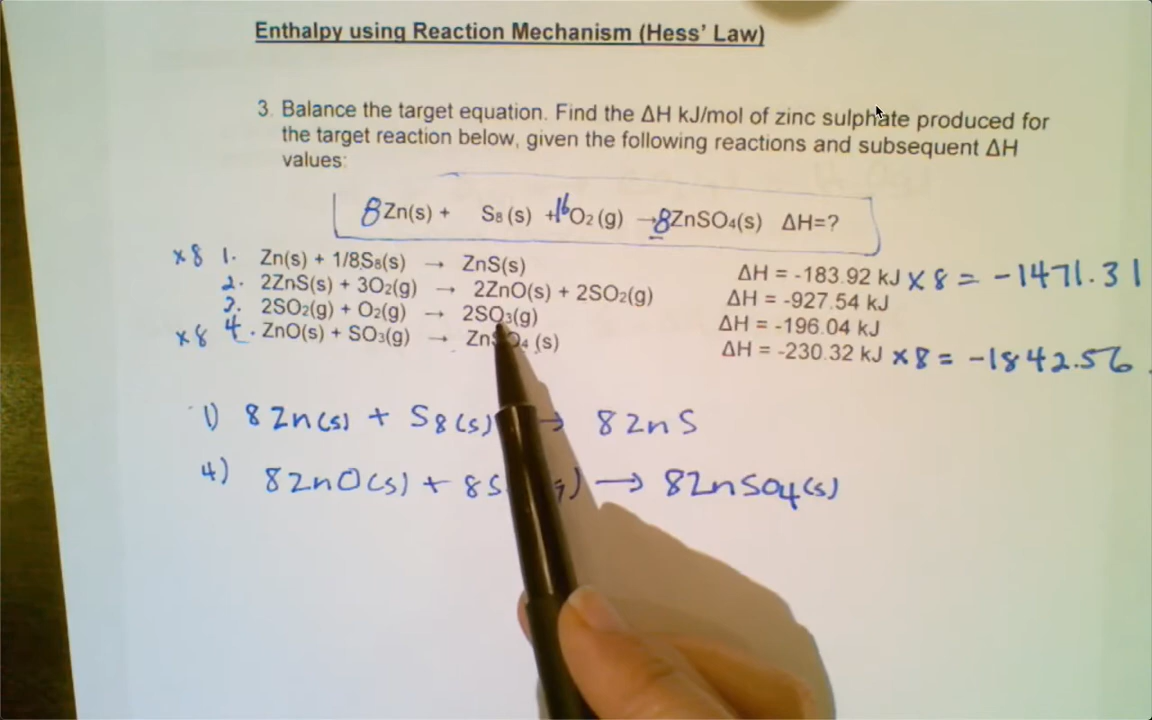 Enthalpy using Reaction Mechanism (Hess' Law)
3. Balance the target equation. Find the ΔH kJ/mol of zinc sulphate produced for
the target reaction below, given the following reactions and subsequent ΔH
values:
8Zn(s) + S₈(s) + 16O₂(g) → 8ZnSO₄(s) ΔH=?
x8 1. Zn(s) + 1/8S₈(s) → ZnS(s) ΔH = -183.92 kJ x 8 = -1471.31
2. 2ZnS(s) + 3O₂(g) → 2ZnO(s) + 2SO₂(g) ΔH = -927.54 kJ
3. 2SO₂(g) + O₂(g) → 2SO₃(g) ΔH = -196.04 kJ
x8 4. ZnO(s) + SO₃(g) → (s) ΔH = -230.32 kJ x8 = -1842.56
1) 8Zn(s) + S₈(s) → 8ZnS
4) 8ZnO(s) + 8S g) → 8ZnSO₄(s)